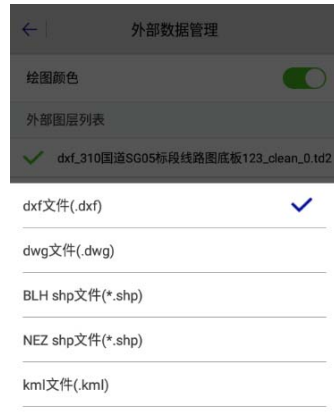 外部数据管理
绘图颜色
外部图层列表
dxf_310国道SG05标段线路图底板123_clean_0.td2
dxf文件(.dxf)
dwg文件(.dwg)
BLH shp文件(*.shp)
NEZ shp文件(*.shp)
kml文件(.kml)